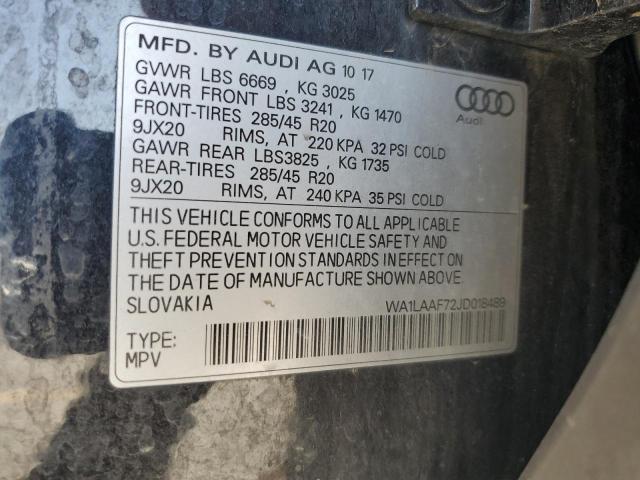 MFD. BY AUDI AG 10 17
GVWR LBS 6669 , KG 3025
GAWR FRONT LBS 3241 , KG 1470
FRONT-TIRES 285/45 R20
9JX20 RIMS, AT 220 KPA 32 PSI COLD
GAWR REAR LBS3825 , KG 1735
REAR-TIRES 285/45 R20
9JX20 RIMS, AT 240 KPA 35 PSI COLD
Audi
THIS VEHICLE CONFORMS TO ALL APPLICABLE
U.S. FEDERAL MOTOR VEHICLE SAFETY AND
THEFT PREVENTION STANDARDS IN EFFECT ON
THE DATE OF MANUFACTURE SHOWN ABOVE.
SLOVAKIA WA1LAAF72JD018489
TYPE:
MPV